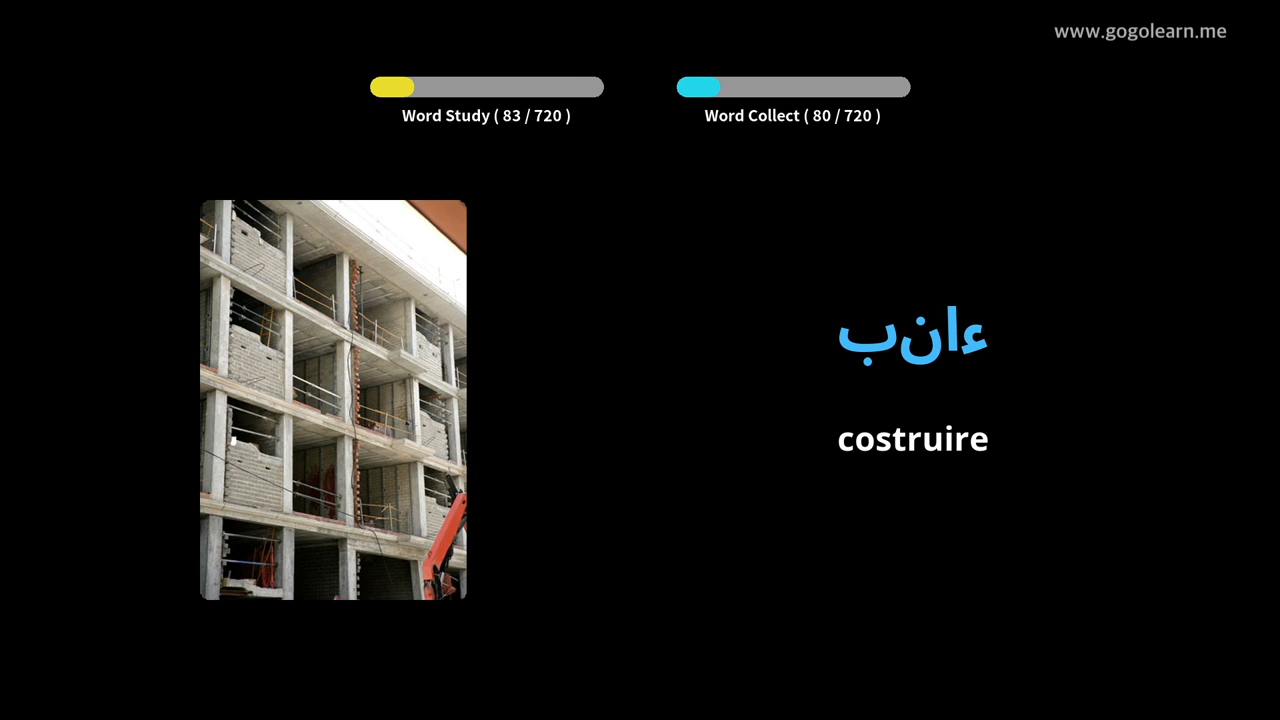 www.gogolearn.me
Word Study ( 83 / 720 )
Word Collect ( 80 / 720 )
بناء
costruire